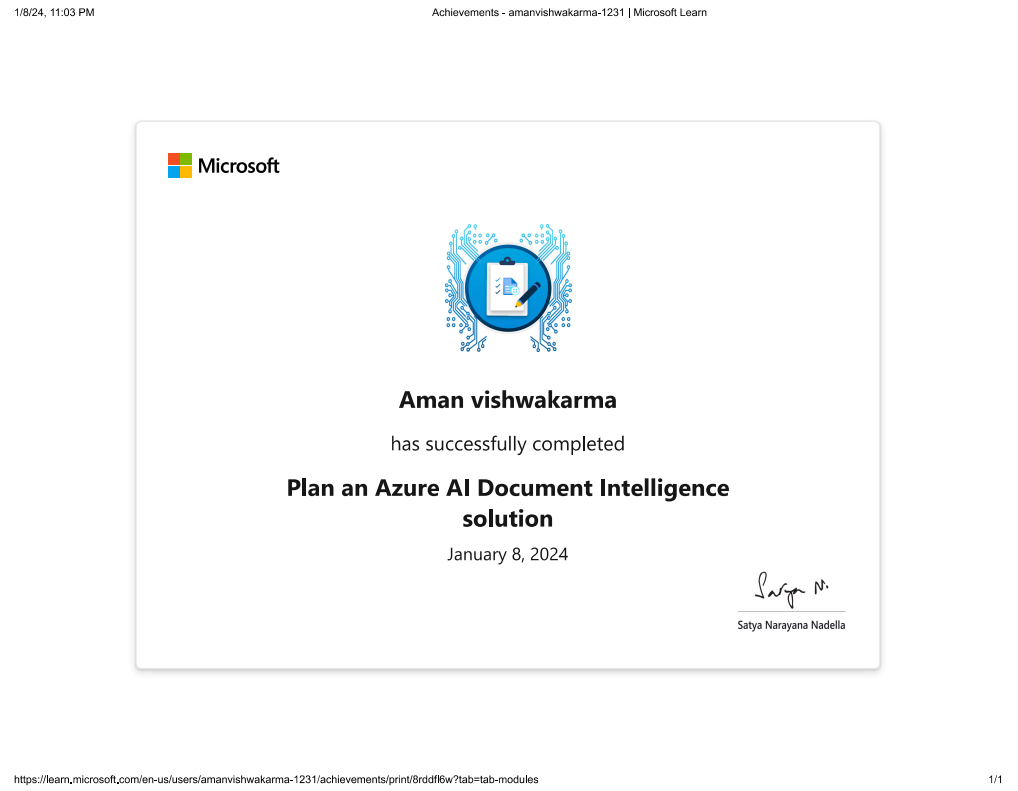 1/8/24, 11:03 PM Achievements - amanvishwakarma-1231 | Microsoft Learn
Microsoft
Aman vishwakarma
has successfully completed
Plan an Azure AI Document Intelligence
solution
January 8, 2024
Satya N.
Satya Narayana Nadella
https://learn.microsoft.com/en-us/users/amanvishwakarma-1231/achievements/print/8rddfl6w?tab=tab-modules 1/1